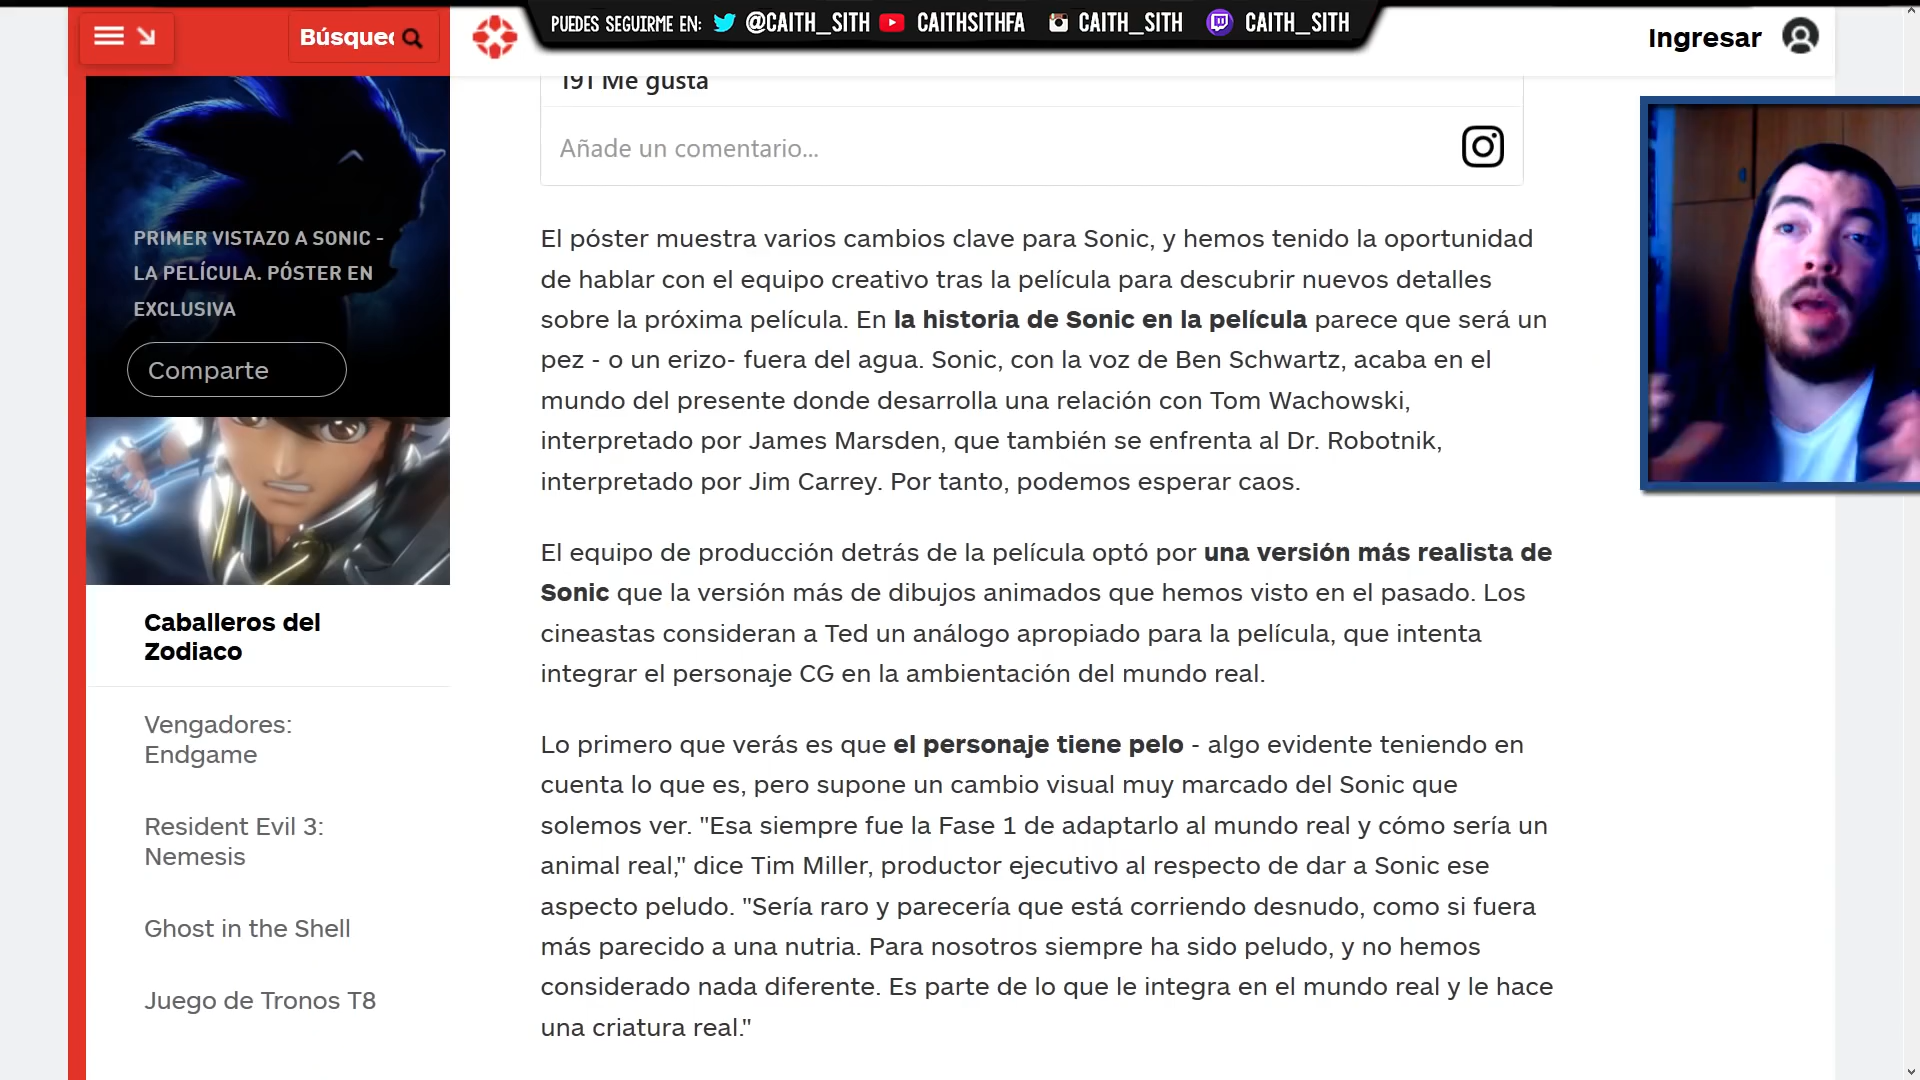 PUEDES SEGUIRME EN: @CAITH_SITH CAITHSITHFA CAITH_SITH CAITH_SITH
Búsque
Ingresar
191 Me gusta
Añade un comentario...
PRIMER VISTAZO A SONIC -
LA PELÍCULA. PÓSTER EN
EXCLUSIVA
Comparte
Caballeros del
Zodiaco
Vengadores:
Endgame
Resident Evil 3:
Nemesis
Ghost in the Shell
Juego de Tronos T8
El póster muestra varios cambios clave para Sonic, y hemos tenido la oportunidad
de hablar con el equipo creativo tras la película para descubrir nuevos detalles
sobre la próxima película. En la historia de Sonic en la película parece que será un
pez - o un erizo- fuera del agua. Sonic, con la voz de Ben Schwartz, acaba en el
mundo del presente donde desarrolla una relación con Tom Wachowski,
interpretado por James Marsden, que también se enfrenta al Dr. Robotnik,
interpretado por Jim Carrey. Por tanto, podemos esperar caos.
El equipo de producción detrás de la película optó por una versión más realista de
Sonic que la versión más de dibujos animados que hemos visto en el pasado. Los
cineastas consideran a Ted un análogo apropiado para la película, que intenta
integrar el personaje CG en la ambientación del mundo real.
Lo primero que verás es que el personaje tiene pelo - algo evidente teniendo en
cuenta lo que es, pero supone un cambio visual muy marcado del Sonic que
solemos ver. "Esa siempre fue la Fase 1 de adaptarlo al mundo real y cómo sería un
animal real," dice Tim Miller, productor ejecutivo al respecto de dar a Sonic ese
aspecto peludo. "Sería raro y parecería que está corriendo desnudo, como si fuera
más parecido a una nutria. Para nosotros siempre ha sido peludo, y no hemos
considerado nada diferente. Es parte de lo que le integra en el mundo real y le hace
una criatura real."